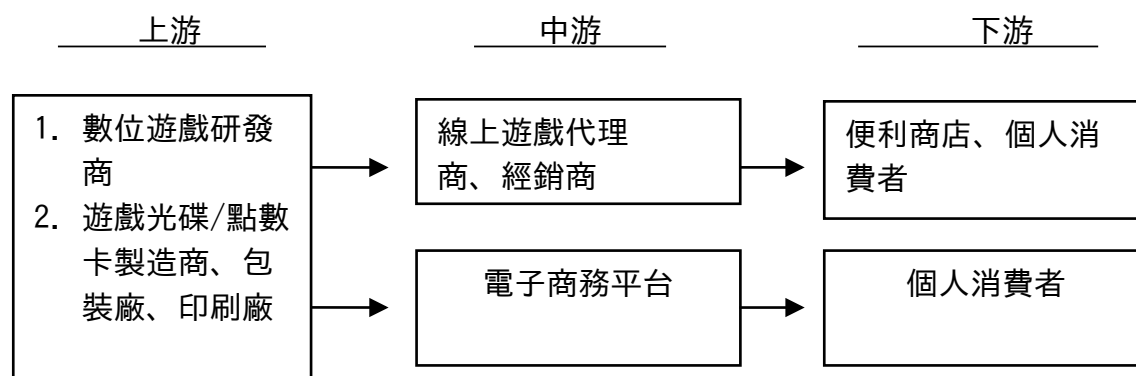 上游
中游
下游
1. 數位遊戲研發
商
2. 遊戲光碟/點數
卡製造商、包
裝廠、印刷廠
線上遊戲代理
商、經銷商
便利商店、個人消
費者
電子商務平台
個人消費者